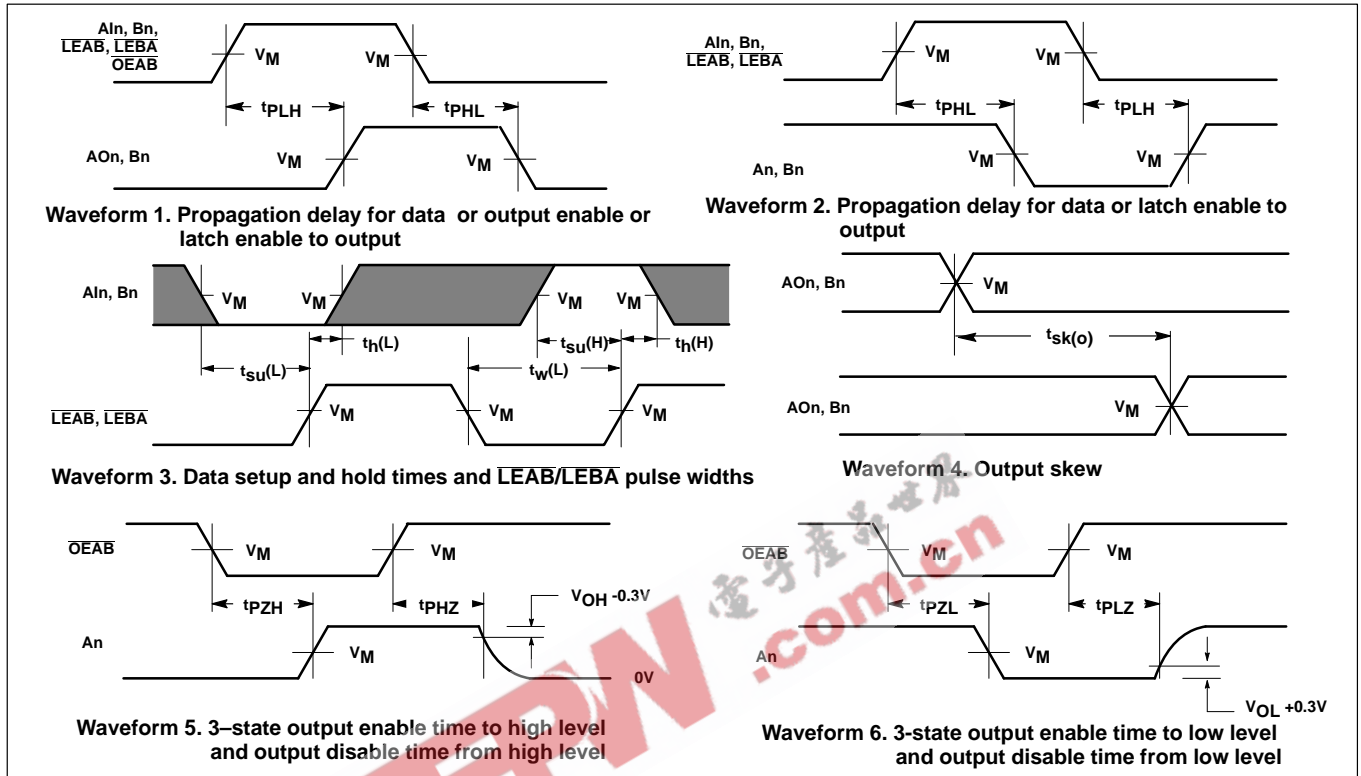 AIn, Bn,
LEAB, LEBA
OEAB
VM
VM
tPLH
tPHL
AOn, Bn
VM
VM
Waveform 1. Propagation delay for data or output enable or
latch enable to output
AIn, Bn,
LEAB, LEBA
VM
VM
tPHL
tPLH
An, Bn
VM
VM
Waveform 2. Propagation delay for data or latch enable to
output
AIn, Bn
VM
VM
VM
VM
th(L)
tsu(H)
th(H)
tsu(L)
tw(L)
LEAB, LEBA
VM
VM
VM
Waveform 3. Data setup and hold times and LEAB/LEBA pulse widths
AOn, Bn
VM
tsk(o)
AOn, Bn
VM
Waveform 4. Output skew
OEAB
VM
VM
tPZH
tPHZ
VOH -0.3V
An
VM
0V
Waveform 5. 3–state output enable time to high level
and output disable time from high level
OEAB
VM
VM
tPZL
tPLZ
An
VM
VOL +0.3V
Waveform 6. 3-state output enable time to low level
and output disable time from low level
電子產品世界
.com.cn